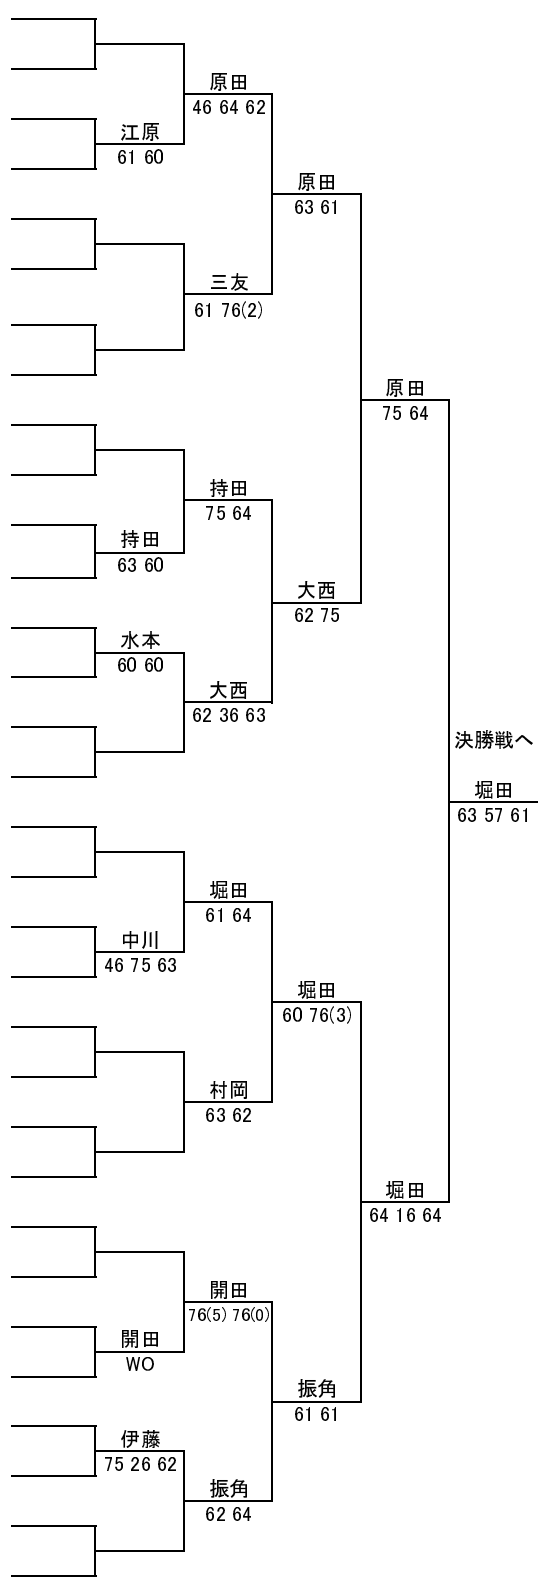 原田
46 64 62
江原
61 60
原田
63 61
三友
61 76(2)
原田
75 64
持田
75 64
持田
63 60
大西
62 75
水本
60 60
大西
62 36 63
決勝戦へ
堀田
63 57 61
堀田
61 64
中川
46 75 63
堀田
60 76(3)
村岡
63 62
堀田
64 16 64
開田
76(5) 76(0)
開田
WO
振角
61 61
伊藤
75 26 62
振角
62 64